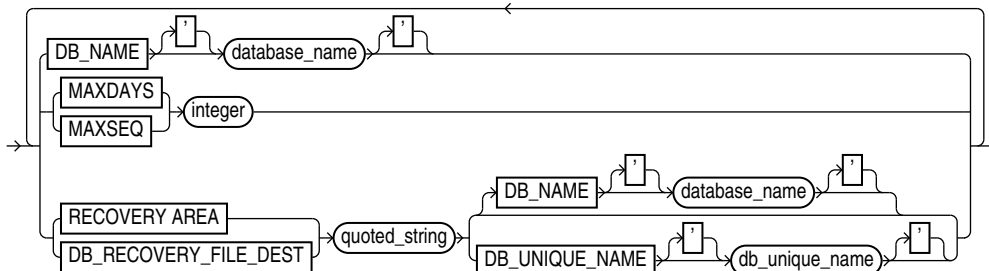 DB_NAME ' database_name '
MAXDAYS
MAXSEQ
integer
DB_NAME ' database_name '
RECOVERY AREA
DB_RECOVERY_FILE_DEST
quoted_string
DB_UNIQUE_NAME ' db_unique_name '